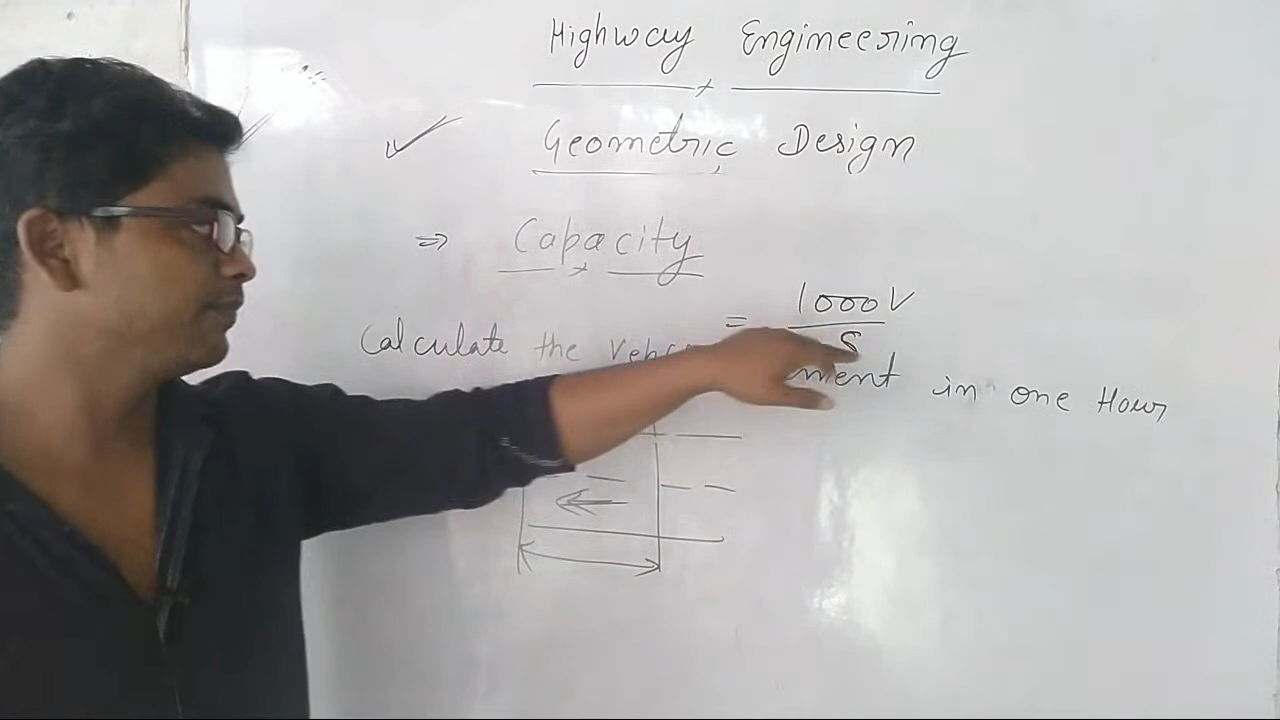 Highway Engineering
Geometric Design
⇒ Capacity
= 1000V
S
Calculate the
ment in one Hour